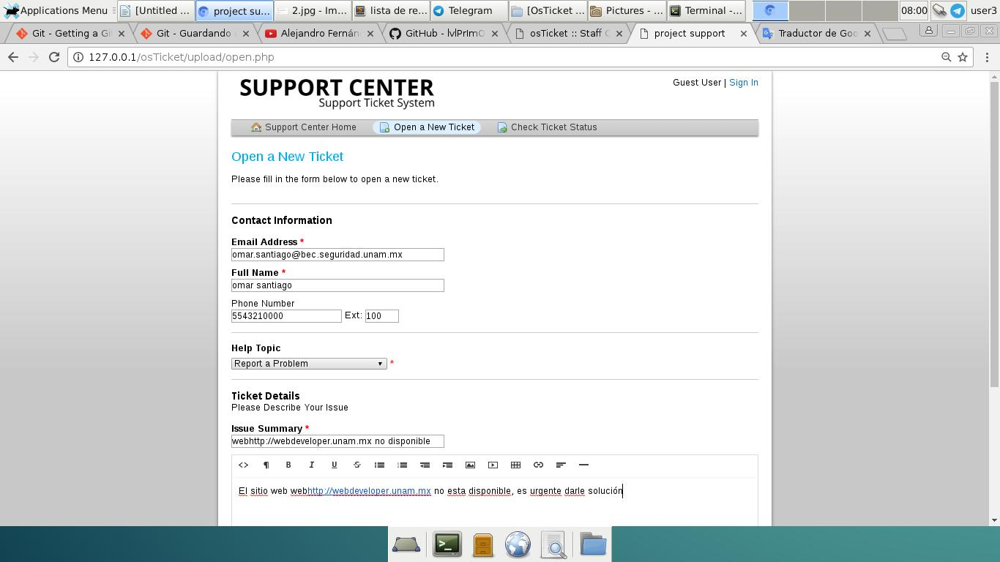 Applications Menu
[Untitled ...
project su...
2.jpg - Im...
lista de re...
Telegram
[OsTicket ...
Pictures - ...
Terminal -...
08:00
user3
Git - Getting a Gi
Git - Guardando
Alejandro Fernán
GitHub - lvlPr1mO
osTicket :: Staff C
project support
Traductor de Goo
127.0.0.1/osTicket/upload/open.php
SUPPORT CENTER
Support Ticket System
Guest User | Sign In
Support Center Home
Open a New Ticket
Check Ticket Status
Open a New Ticket
Please fill in the form below to open a new ticket.
Contact Information
Email Address *
omar.santiago@bec.seguridad.unam.mx
Full Name *
omar santiago
Phone Number
5543210000 Ext: 100
Help Topic
Report a Problem *
Ticket Details
Please Describe Your Issue
Issue Summary *
webhttp://webdeveloper.unam.mx no disponible
<> ¶ B I U S
El sitio web webhttp://webdeveloper.unam.mx no esta disponible, es urgente darle solución